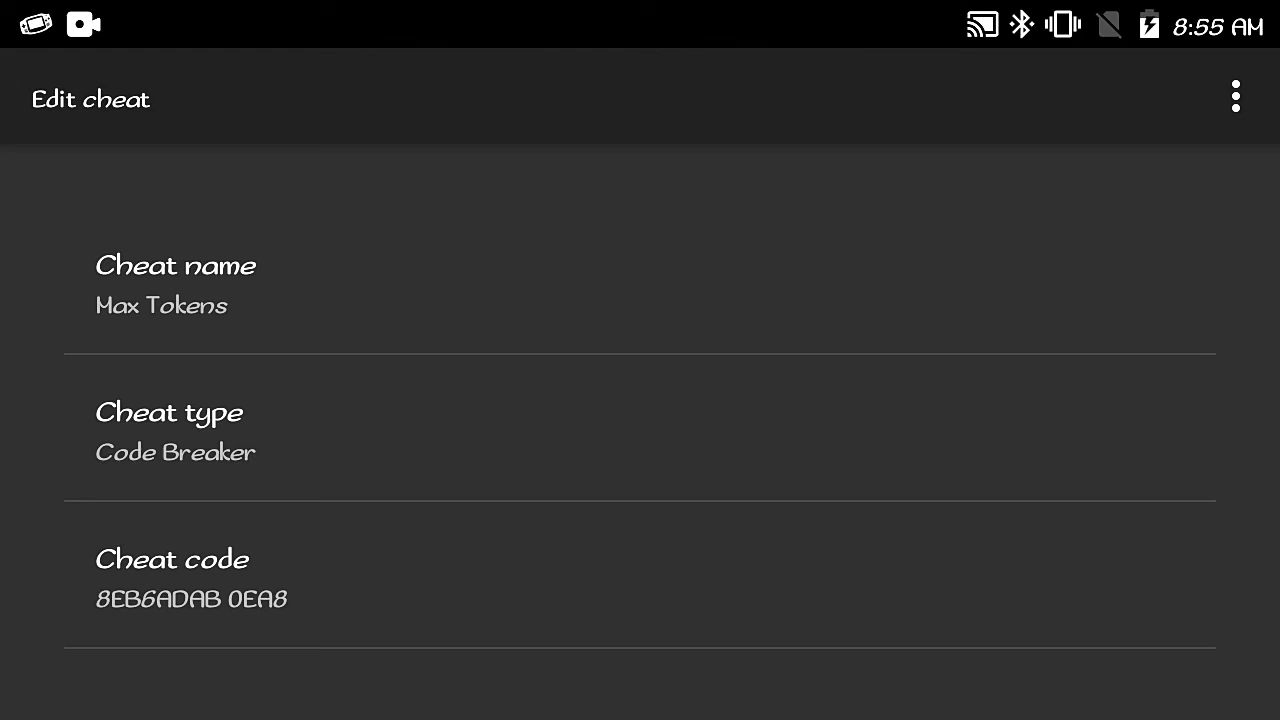 8:55 AM
Edit cheat
Cheat name
Max Tokens
Cheat type
Code Breaker
Cheat code
8EB6ADAB 0EA8